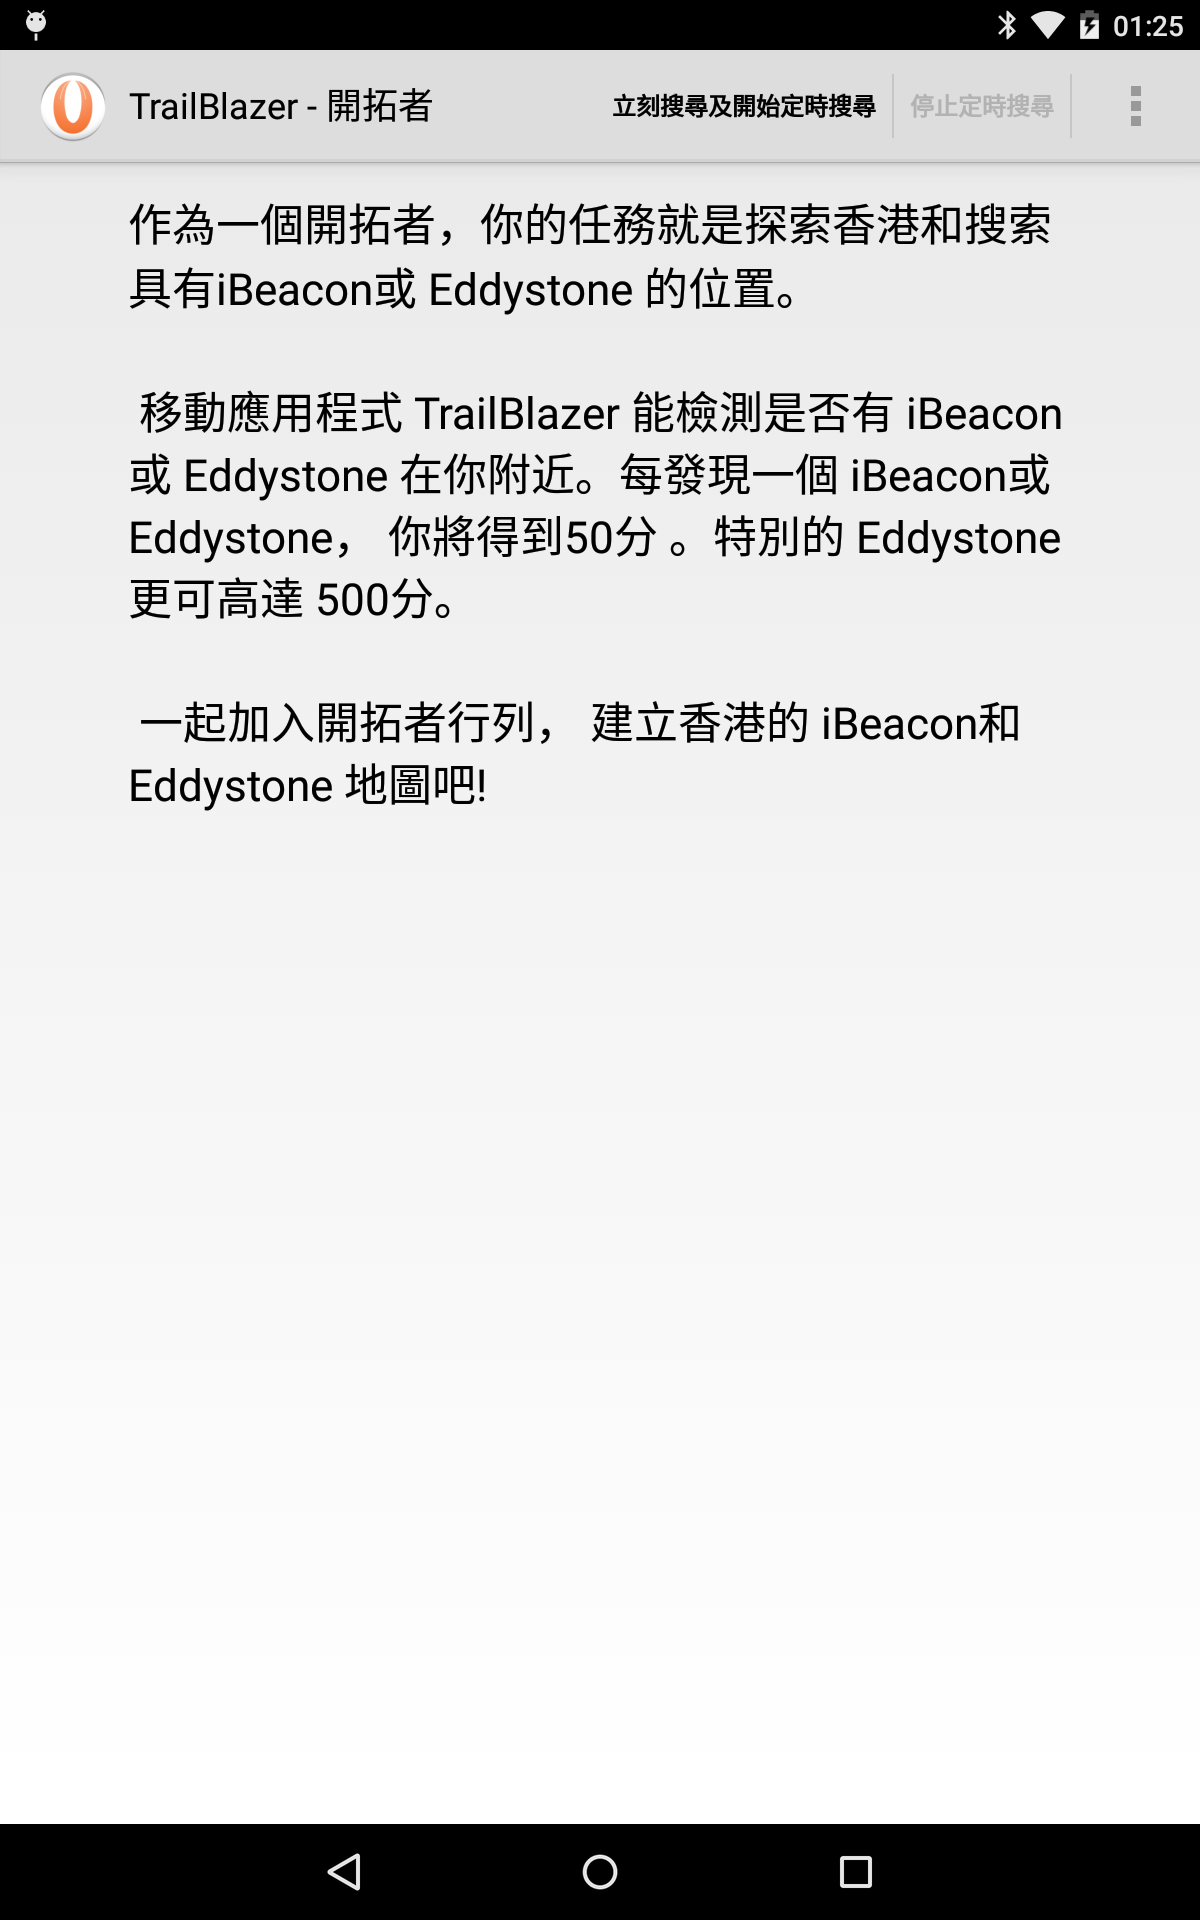 01:25
TrailBlazer - 開拓者
立刻搜尋及開始定時搜尋
停止定時搜尋
作為一個開拓者，你的任務就是探索香港和搜索
具有iBeacon或 Eddystone 的位置。
移動應用程式 TrailBlazer 能檢測是否有 iBeacon
或 Eddystone 在你附近。每發現一個 iBeacon或
Eddystone， 你將得到50分 。特別的 Eddystone
更可高達 500分。
一起加入開拓者行列， 建立香港的 iBeacon和
Eddystone 地圖吧!